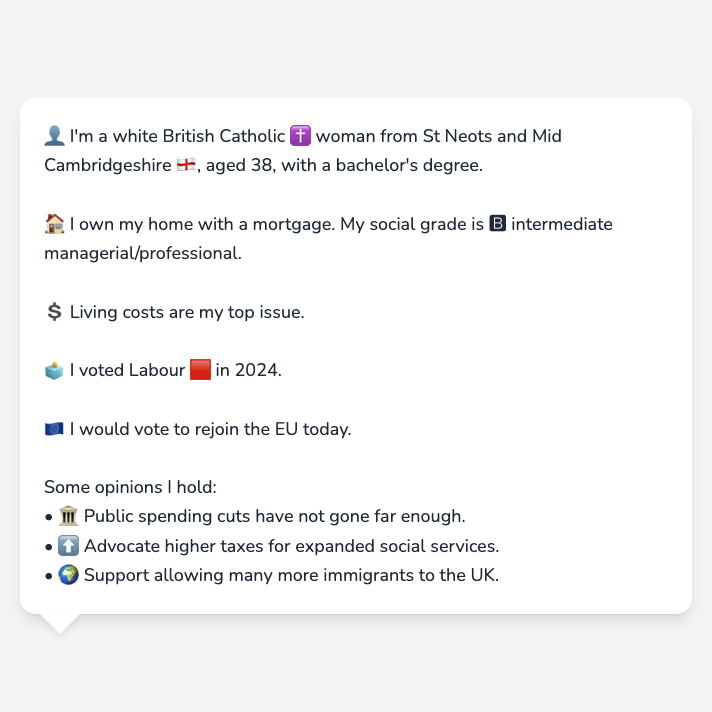 👤 I'm a white British Catholic ✝️ woman from St Neots and Mid
Cambridgeshire 🏴󠁧󠁢󠁥󠁮󠁧󠁿, aged 38, with a bachelor's degree.
🏠 I own my home with a mortgage. My social grade is 🅱 intermediate
managerial/professional.
💲 Living costs are my top issue.
🗳️ I voted Labour 🟥 in 2024.
🇪🇺 I would vote to rejoin the EU today.
Some opinions I hold:
• 🏛️ Public spending cuts have not gone far enough.
• ⬆️ Advocate higher taxes for expanded social services.
• 🌍 Support allowing many more immigrants to the UK.